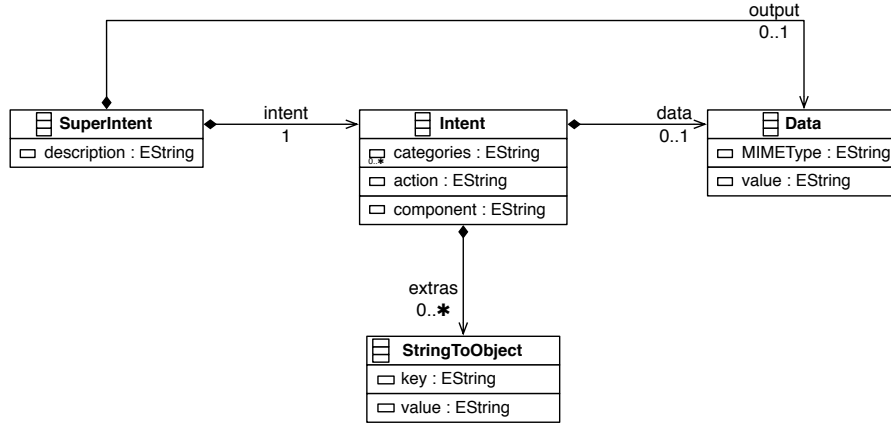 output
0..1
SuperIntent
description : EString
intent
1
Intent
categories : EString
0..*
action : EString
component : EString
data
0..1
Data
MIMEType : EString
value : EString
extras
0..*
StringToObject
key : EString
value : EString